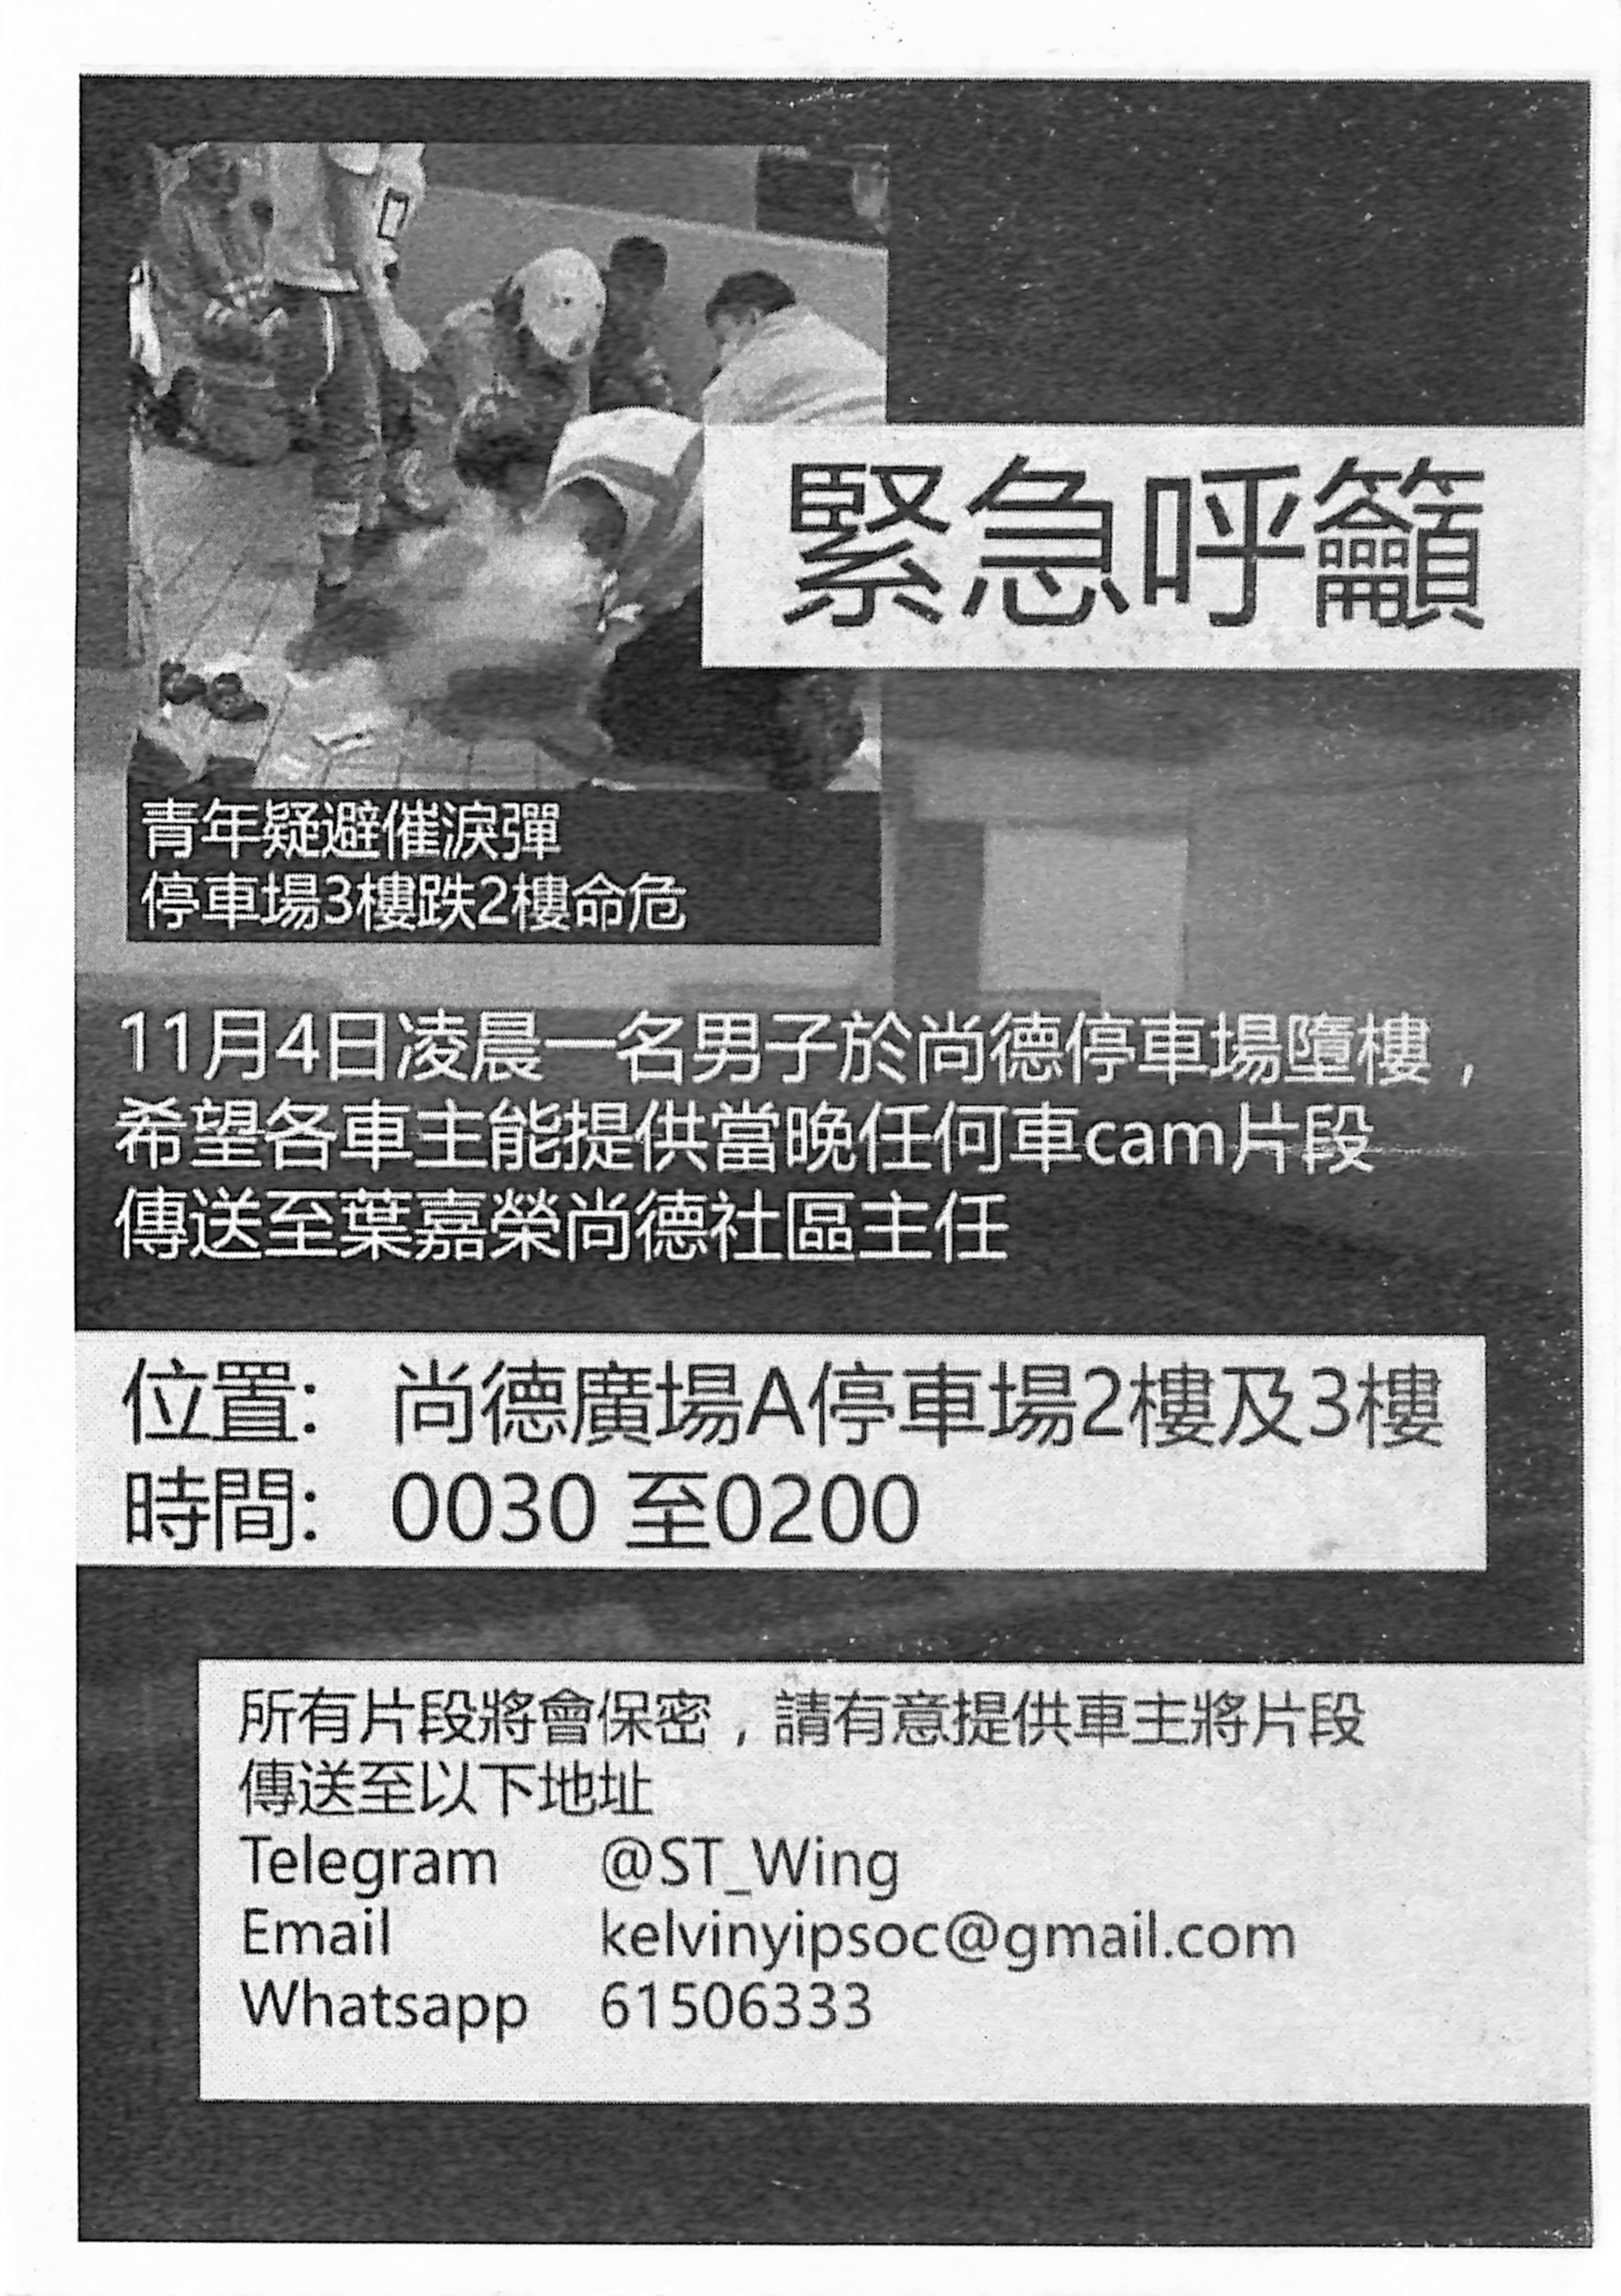 緊急呼籲
青年疑避催淚彈
停車場3樓跌2樓命危
11月4日凌晨一名男子於尚德停車場墮樓，
希望各車主能提供當晚任何車cam片段
傳送至葉嘉榮尚德社區主任
位置: 尚德廣場A停車場2樓及3樓
時間: 0030 至0200
所有片段將會保密，請有意提供車主將片段
傳送至以下地址
Telegram @ST_Wing
Email kelvinyipsoc@gmail.com
Whatsapp 61506333